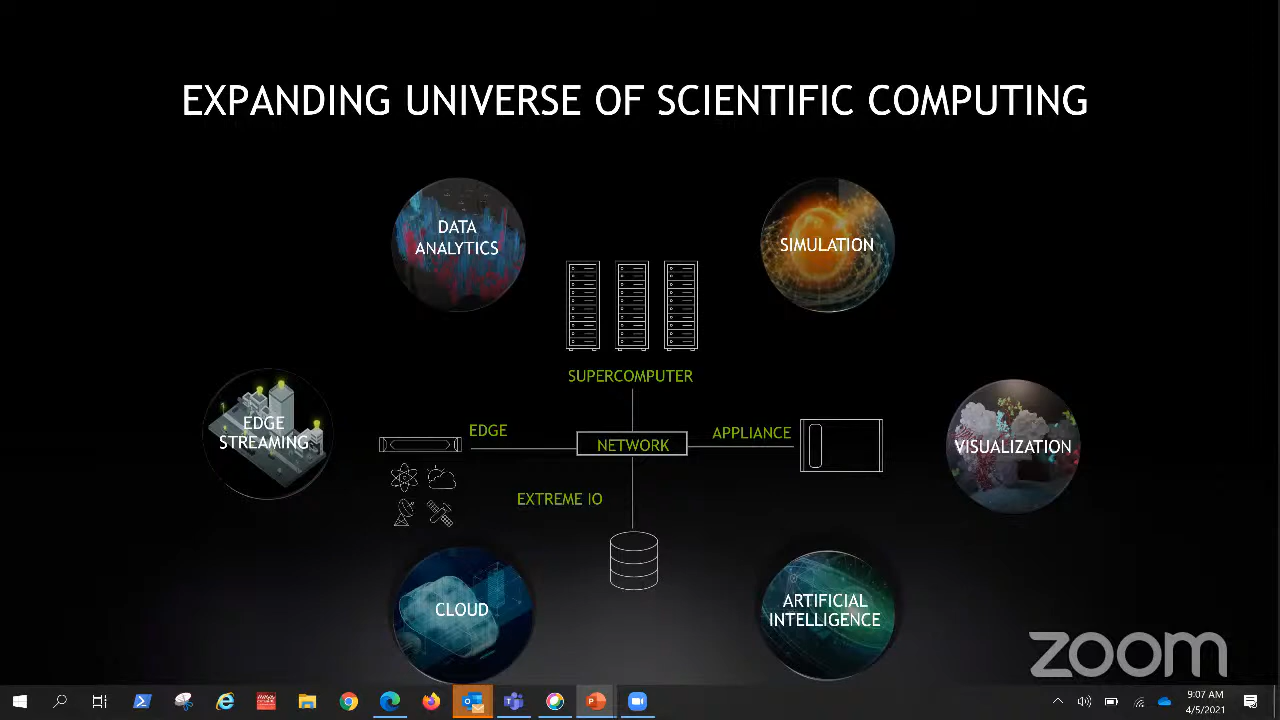 EXPANDING UNIVERSE OF SCIENTIFIC COMPUTING
DATA
ANALYTICS
SIMULATION
SUPERCOMPUTER
EDGE
STREAMING
EDGE
NETWORK
APPLIANCE
VISUALIZATION
EXTREME IO
CLOUD
ARTIFICIAL
INTELLIGENCE
zoom
9:07 AM
4/5/2021